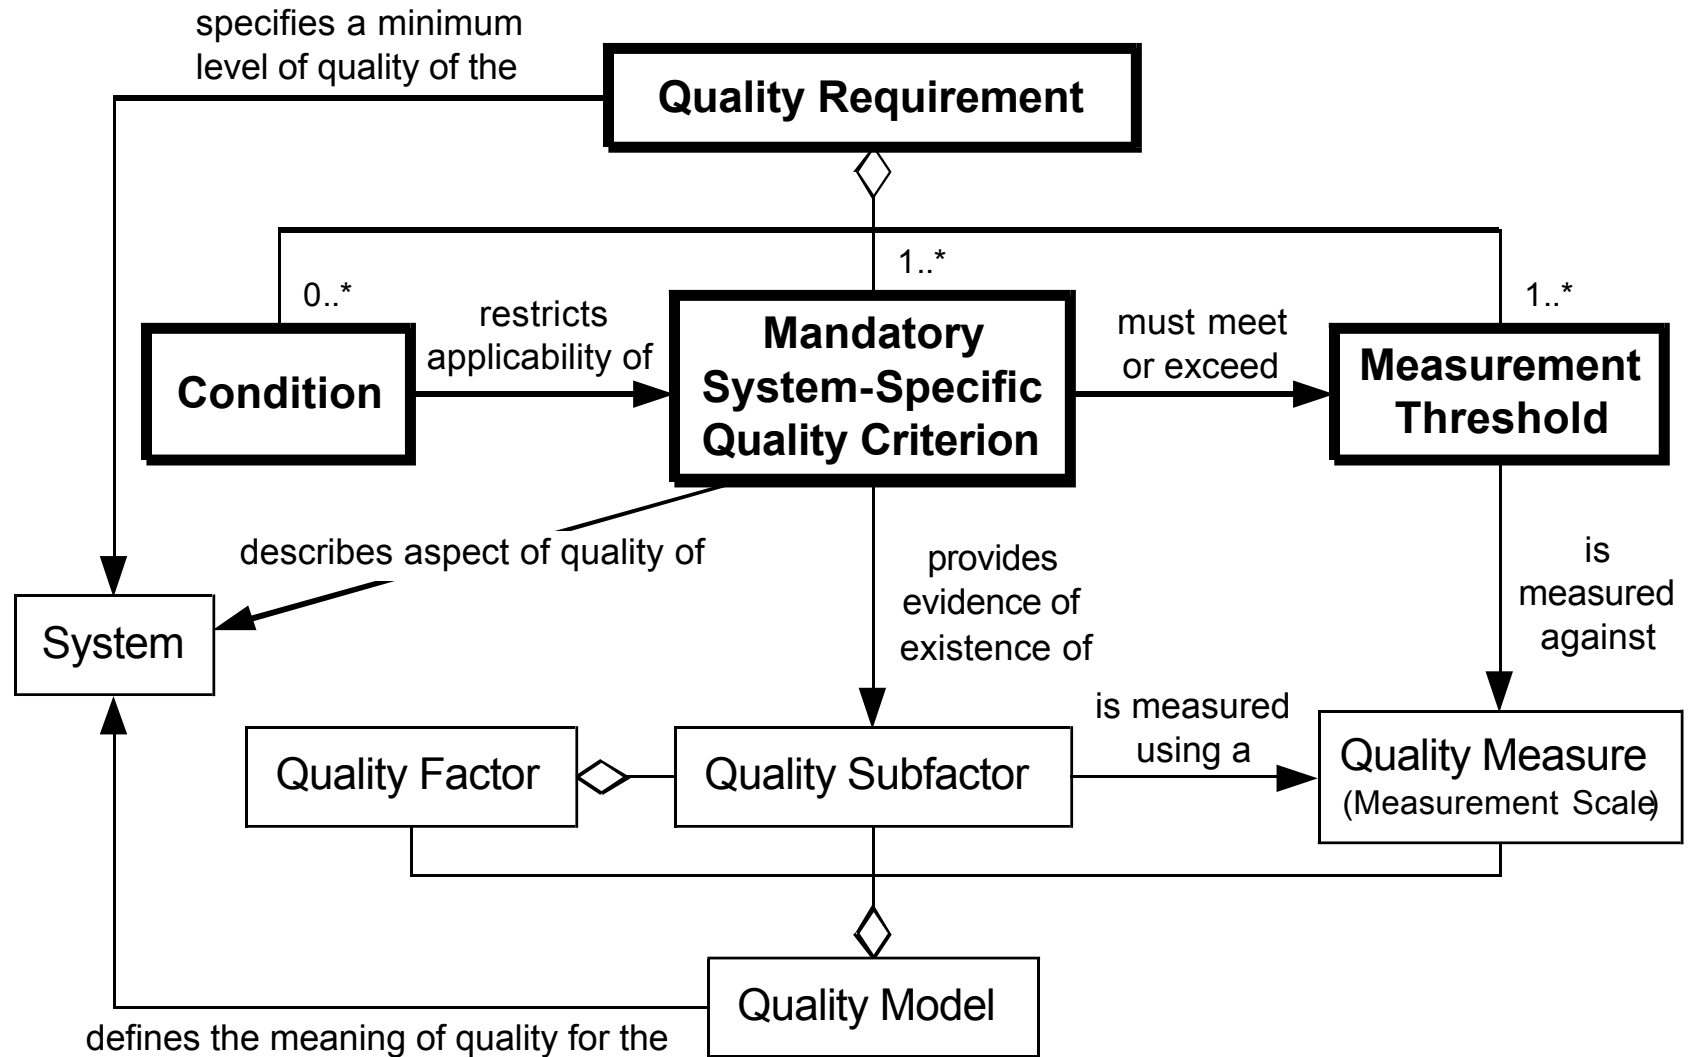 specifies a minimum
level of quality of the
Quality Requirement
0..*
1..*
1..*
restricts
applicability of
must meet
or exceed
Condition
Mandatory
System-Specific
Quality Criterion
Measurement
Threshold
describes aspect of quality of
provides
evidence of
existence of
is
measured
against
System
is measured
using a
Quality Factor
Quality Subfactor
Quality Measure
(Measurement Scale)
Quality Model
defines the meaning of quality for the